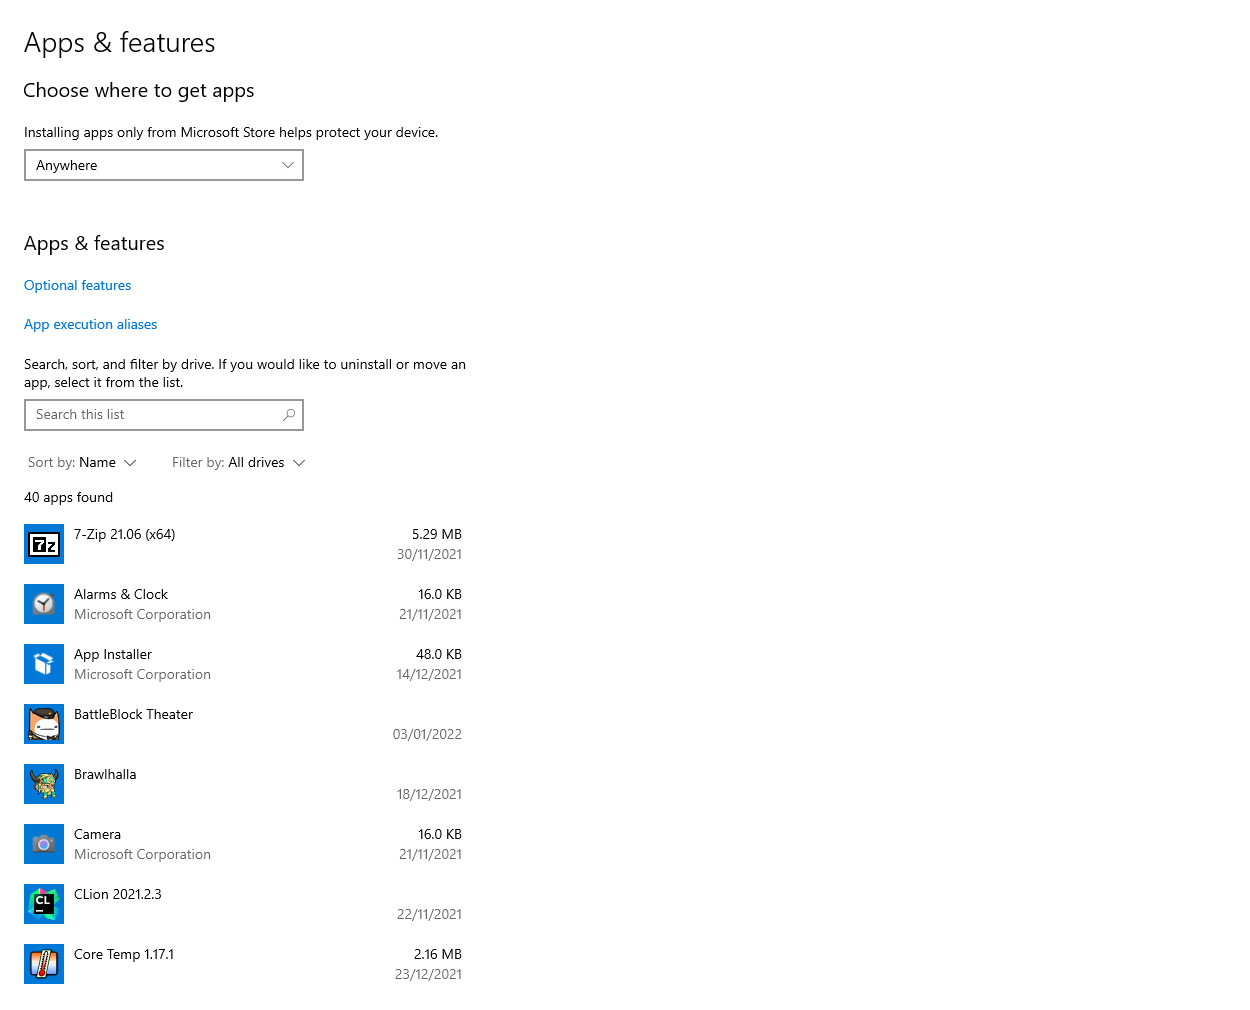 Apps & features
Choose where to get apps
Installing apps only from Microsoft Store helps protect your device.
Anywhere
Apps & features
Optional features
App execution aliases
Search, sort, and filter by drive. If you would like to uninstall or move an
app, select it from the list.
Search this list
Sort by: Name Filter by: All drives
40 apps found
7z
7-Zip 21.06 (x64) 5.29 MB
30/11/2021
Alarms & Clock 16.0 KB
Microsoft Corporation 21/11/2021
App Installer 48.0 KB
Microsoft Corporation 14/12/2021
BattleBlock Theater
03/01/2022
Brawlhalla
18/12/2021
Camera 16.0 KB
Microsoft Corporation 21/11/2021
CL
CLion 2021.2.3
22/11/2021
Core Temp 1.17.1 2.16 MB
23/12/2021